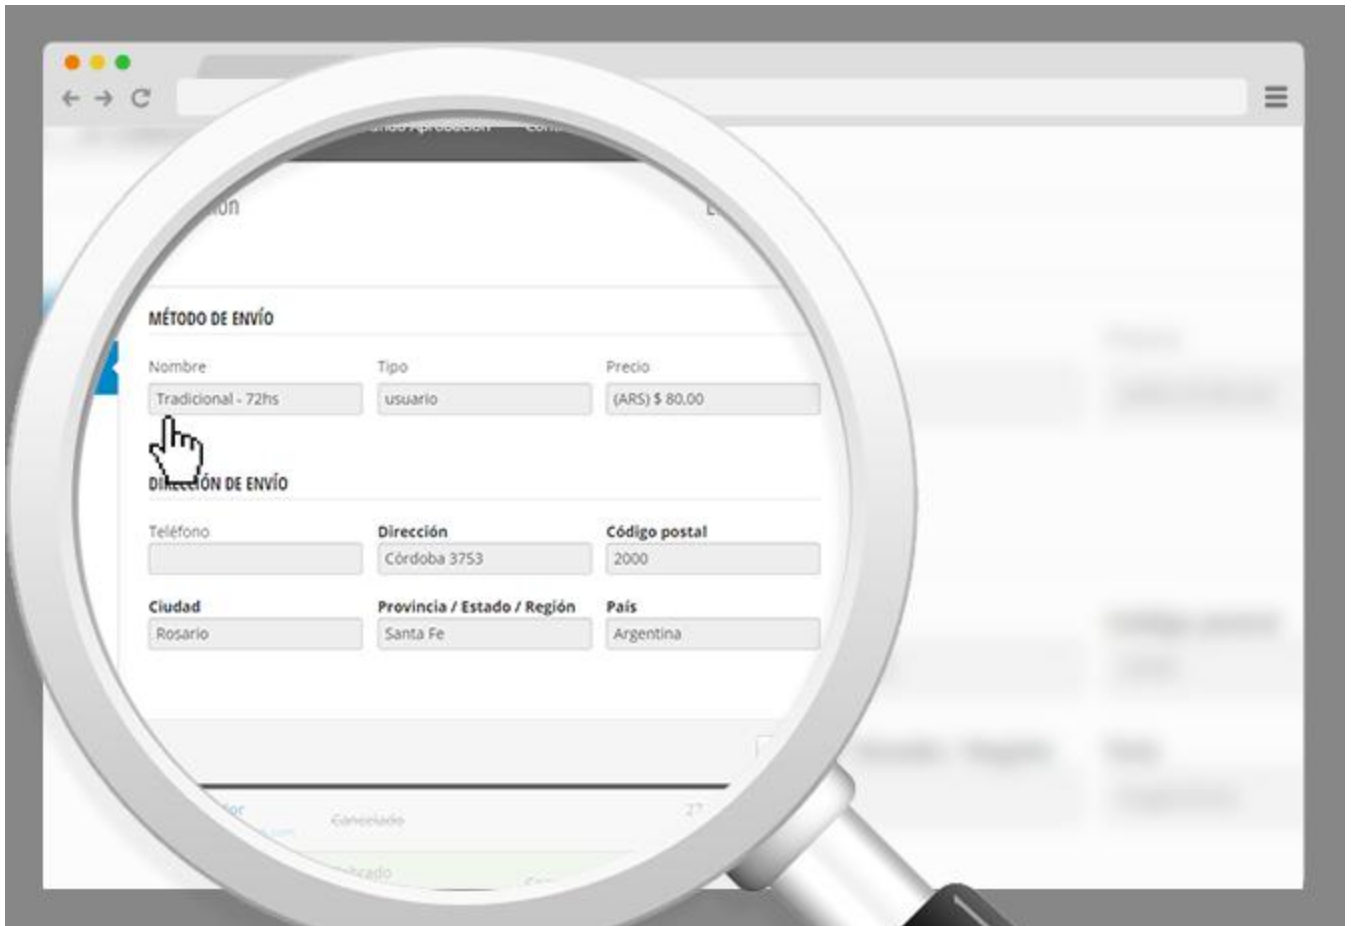 MÉTODO DE ENVÍO
Nombre Tipo Precio
Tradicional - 72hs usuario (ARS) $ 80,00
DIRECCIÓN DE ENVÍO
Teléfono Dirección Código postal
Córdoba 3753 2000
Ciudad Provincia / Estado / Región País
Rosario Santa Fe Argentina
Cancelado